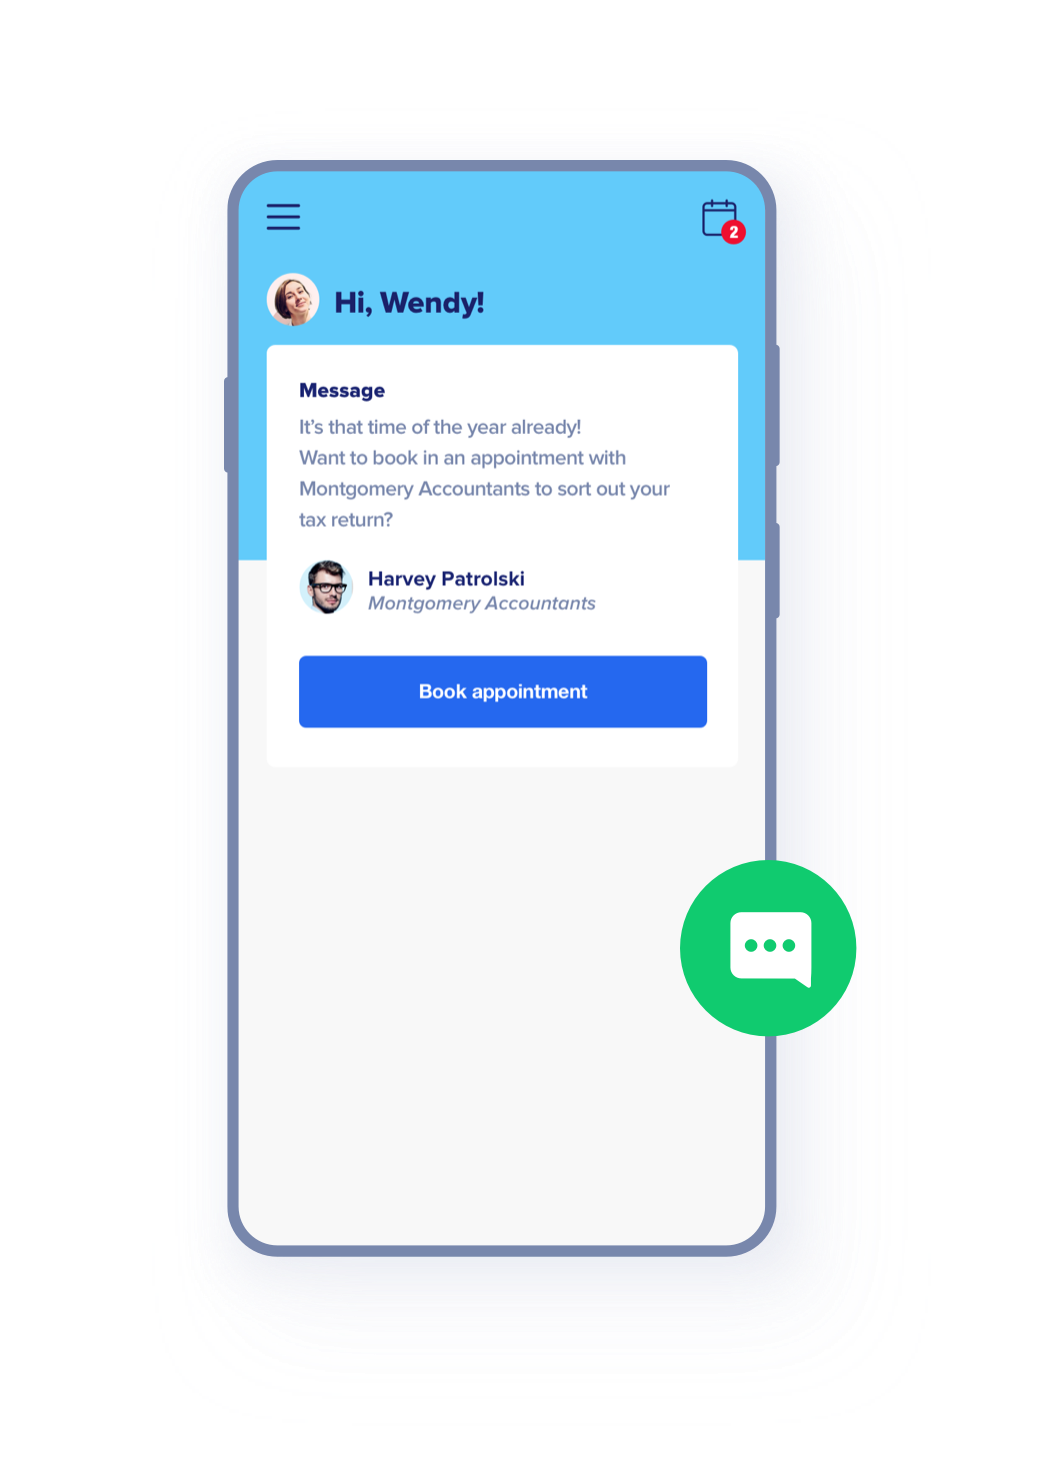 2
Hi, Wendy!
Message
It's that time of the year already!
Want to book in an appointment with
Montgomery Accountants to sort out your
tax return?
Harvey Patrolski
Montgomery Accountants
Book appointment